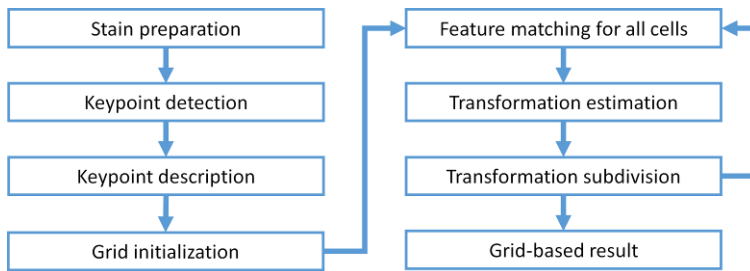 Stain preparation
Keypoint detection
Keypoint description
Grid initialization
Feature matching for all cells
Transformation estimation
Transformation subdivision
Grid-based result